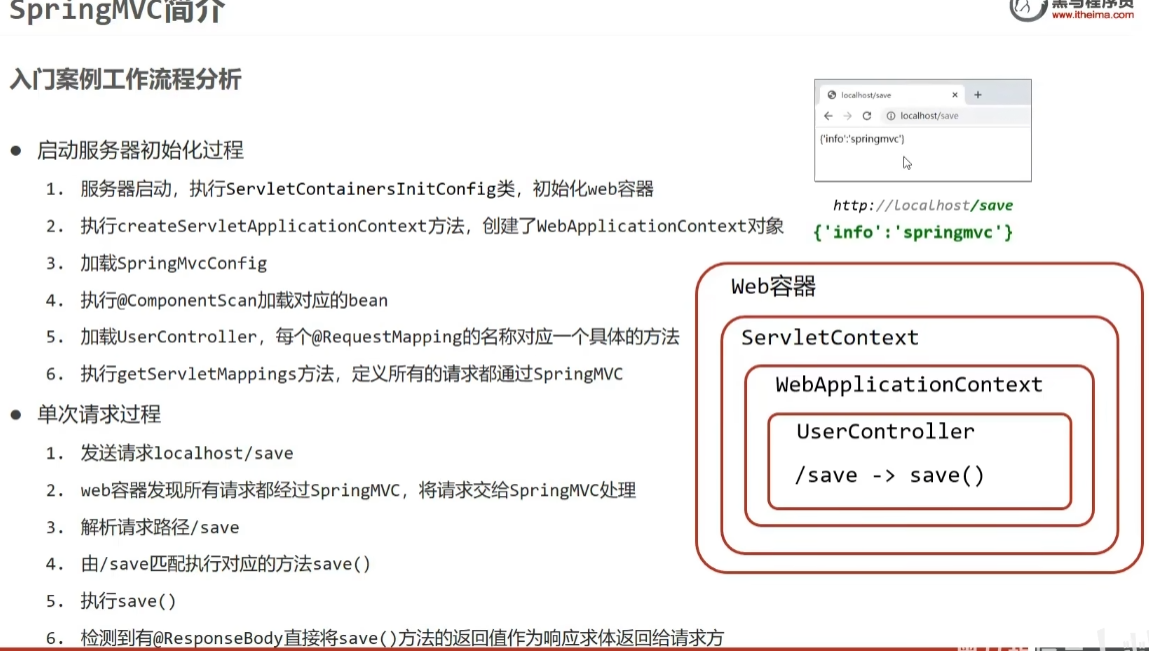 SpringMVC简介
黑马程序员
www.itheima.com
入门案例工作流程分析
● 启动服务器初始化过程
1. 服务器启动，执行ServletContainersInitConfig类，初始化web容器
2. 执行createServletApplicationContext方法，创建了WebApplicationContext对象
3. 加载SpringMvcConfig
4. 执行@ComponentScan加载对应的bean
5. 加载UserController，每个@RequestMapping的名称对应一个具体的方法
6. 执行getServletMappings方法，定义所有的请求都通过SpringMVC
● 单次请求过程
1. 发送请求localhost/save
2. web容器发现所有请求都经过SpringMVC，将请求交给SpringMVC处理
3. 解析请求路径/save
4. 由/save匹配执行对应的方法save()
5. 执行save()
6. 检测到有@ResponseBody直接将save()方法的返回值作为响应求体返回给请求方
localhost/save
localhost/save
{'info':'springmvc'}
http://localhost/save
{'info':'springmvc'}
Web容器
ServletContext
WebApplicationContext
UserController
/save -> save()